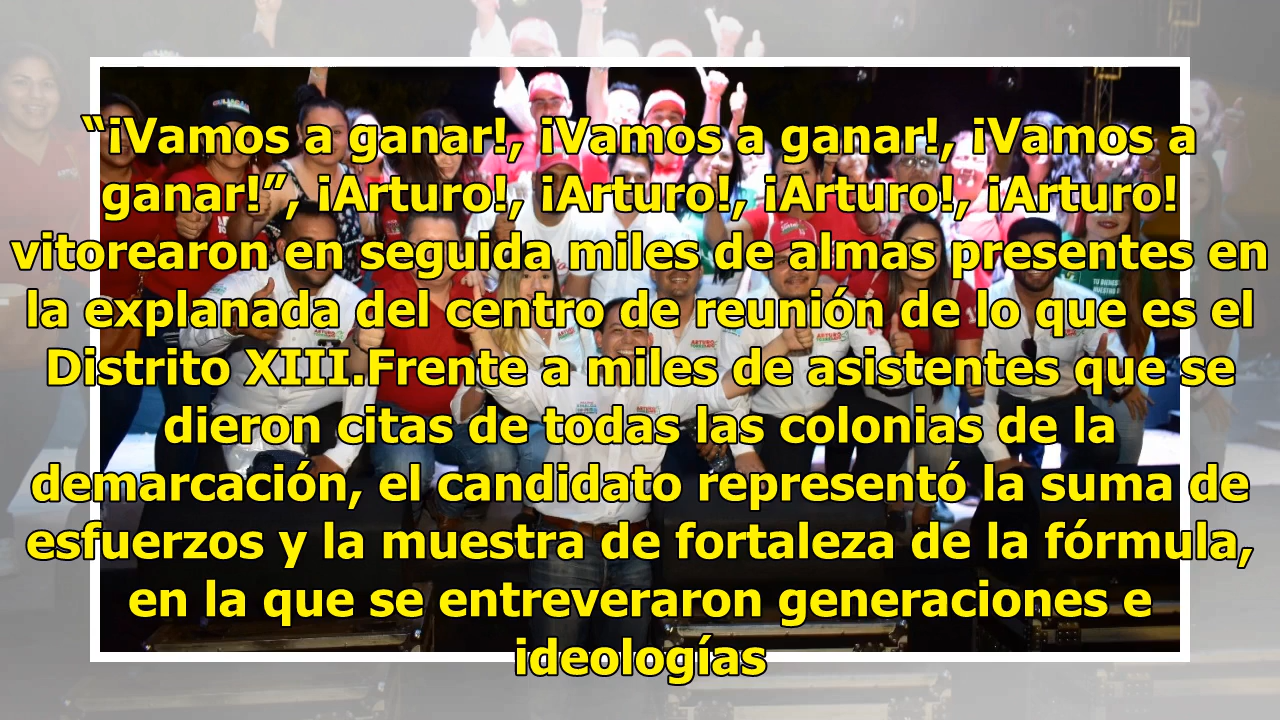 “¡Vamos a ganar!, ¡Vamos a ganar!, ¡Vamos a
ganar!”, ¡Arturo!, ¡Arturo!, ¡Arturo!, ¡Arturo!
vitorearon en seguida miles de almas presentes en
la explanada del centro de reunión de lo que es el
Distrito XIII.Frente a miles de asistentes que se
dieron citas de todas las colonias de la
demarcación, el candidato representó la suma de
esfuerzos y la muestra de fortaleza de la fórmula,
en la que se entreveraron generaciones e
ideologías